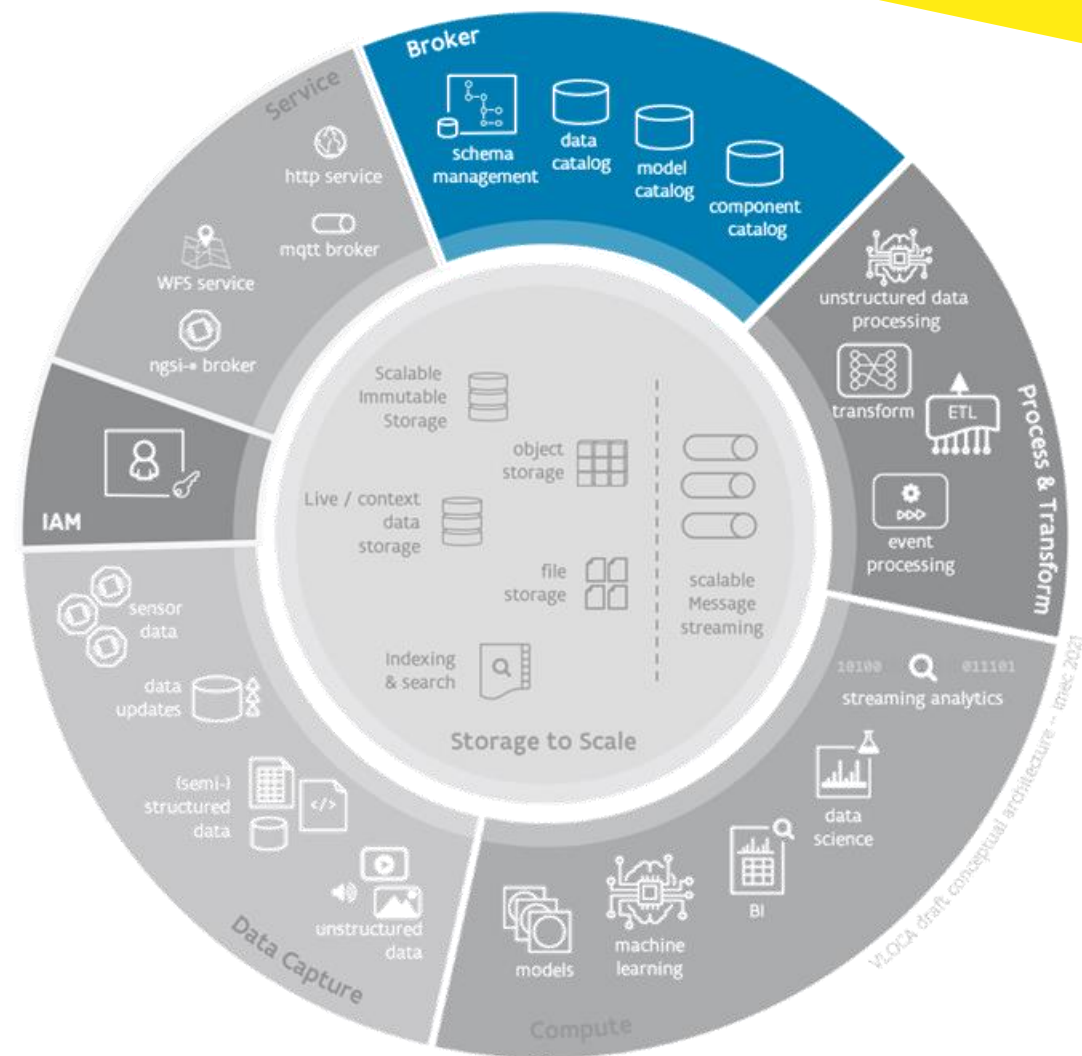 Broker
schema
management
data
catalog
model
catalog
component
catalog
Service
http service
mqtt broker
WFS service
ngsi-* broker
IAM
unstructured data
processing
transform
ETL
event
processing
Process & Transform
Scalable
Immutable
Storage
object
storage
Live / context
data
storage
file
storage
Indexing
& search
scalable
Message
streaming
Storage to Scale
sensor
data
data
updates
(semi-)
structured
data
</>
unstructured
data
Data Capture
10100 011101
streaming analytics
data
science
BI
machine
learning
models
Compute
VLOCA draft conceptual architecture -- imec 2021